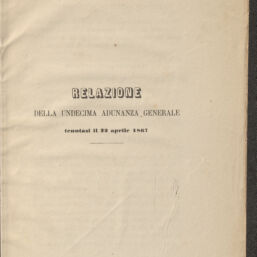 RELAZIONE
DELLA UNDECIMA ADUNANZA GENERALE
tenutasi il 22 aprile 1867